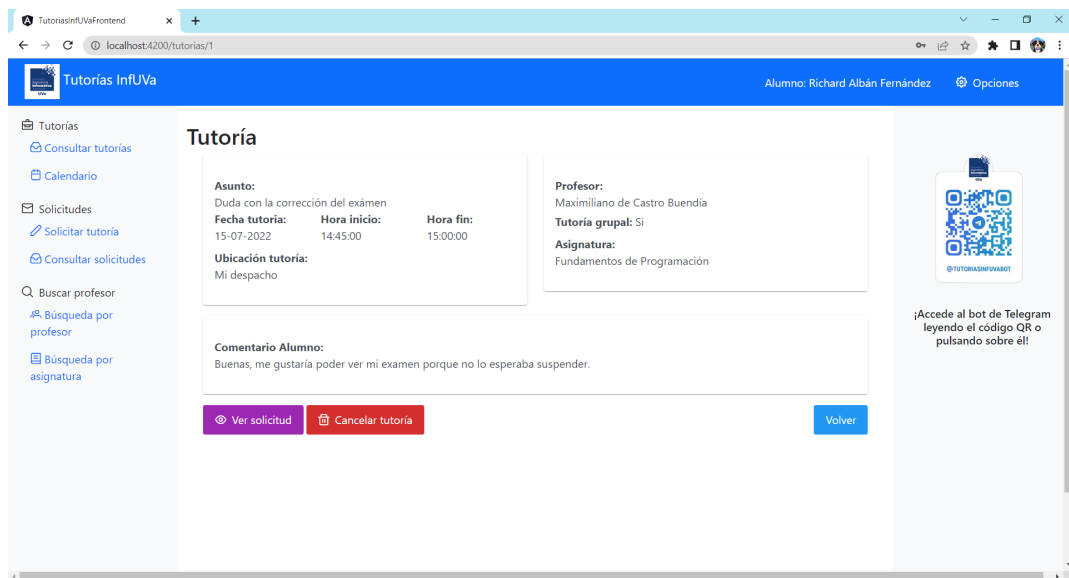 TutoriasInfUVaFrontend
localhost:4200/tutorias/1
Tutorías InfUVa
Alumno: Richard Albán Fernández
Opciones
Tutorías
Consultar tutorías
Calendario
Solicitudes
Solicitar tutoría
Consultar solicitudes
Buscar profesor
Búsqueda por
profesor
Búsqueda por
asignatura
Tutoría
Asunto:
Duda con la corrección del exámen
Fecha tutoria: Hora inicio: Hora fin:
15-07-2022 14:45:00 15:00:00
Ubicación tutoría:
Mi despacho
Profesor:
Maximiliano de Castro Buendía
Tutoría grupal: Si
Asignatura:
Fundamentos de Programación
Comentario Alumno:
Buenas, me gustaría poder ver mi examen porque no lo esperaba suspender.
Ver solicitud
Cancelar tutoría
Volver
@TUTORIASINFUVABOT
¡Accede al bot de Telegram
leyendo el código QR o
pulsando sobre él!